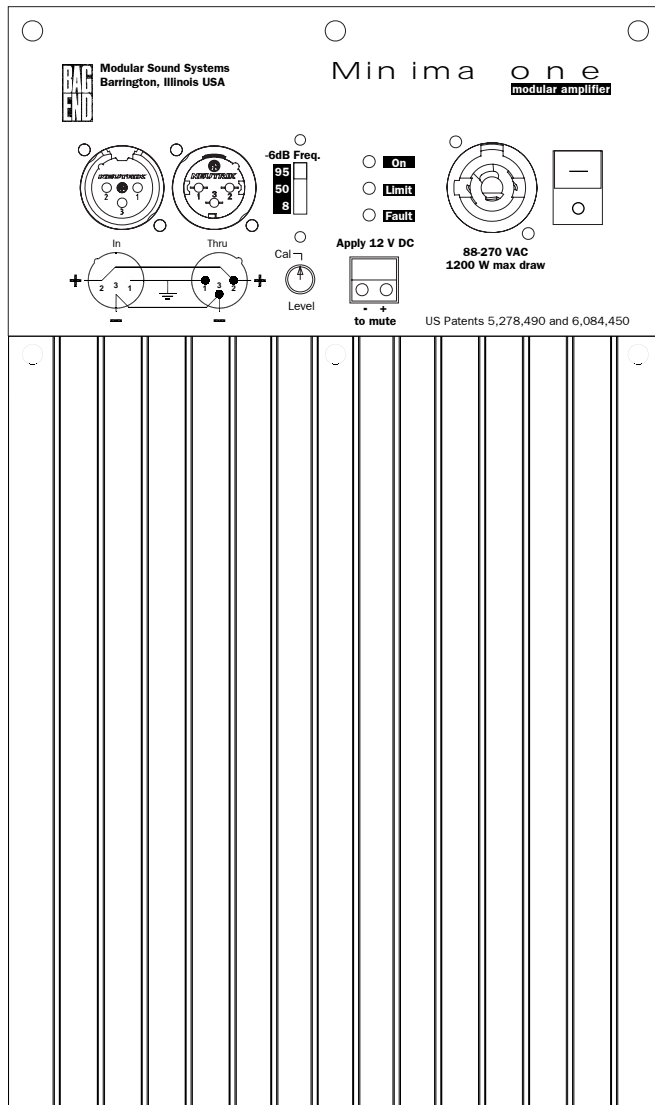 BAG
END
Modular Sound Systems
Barrington, Illinois USA
Minima one
modular amplifier
NEUTRIK
2 1
3
NEUTRIK
1 2
3
-6dB Freq.
95
50
8
On
Limit
Fault
In
Thru
+
2 3 1
1 3 2
+
Cal
Level
Apply 12 V DC
- +
to mute
88-270 VAC
1200 W max draw
US Patents 5,278,490 and 6,084,450